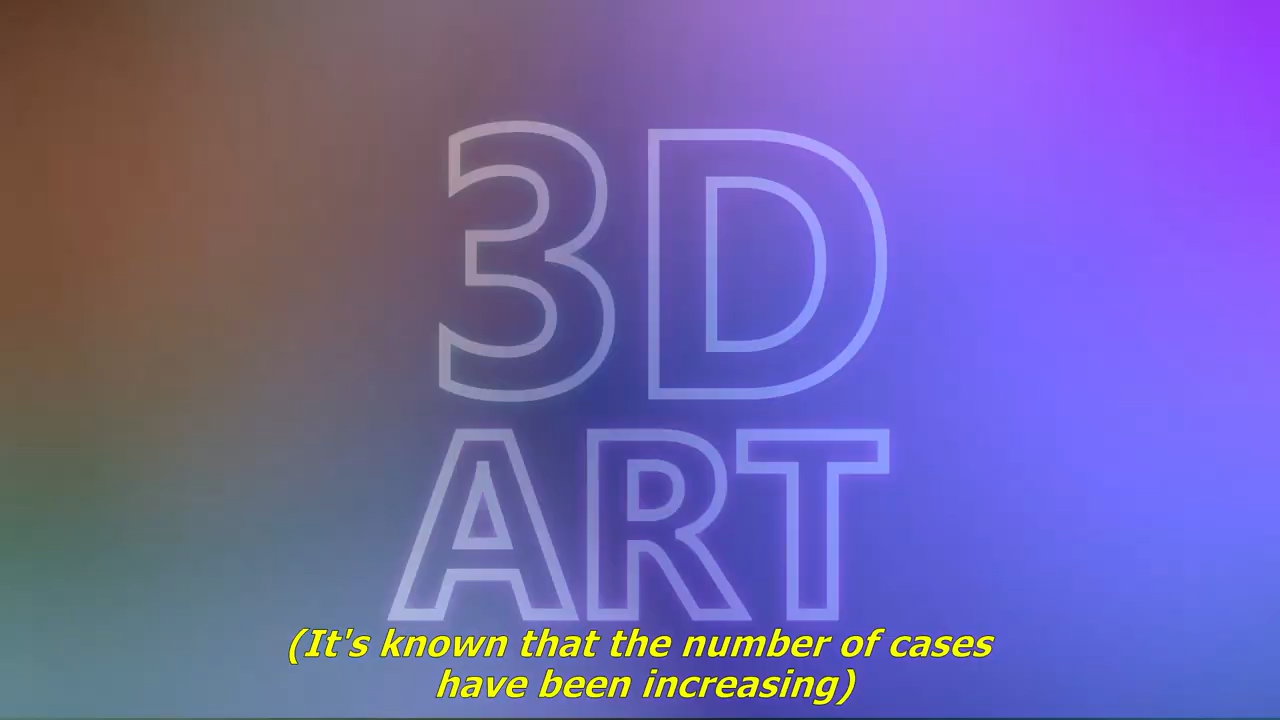 3D
ART
(It's known that the number of cases
have been increasing)